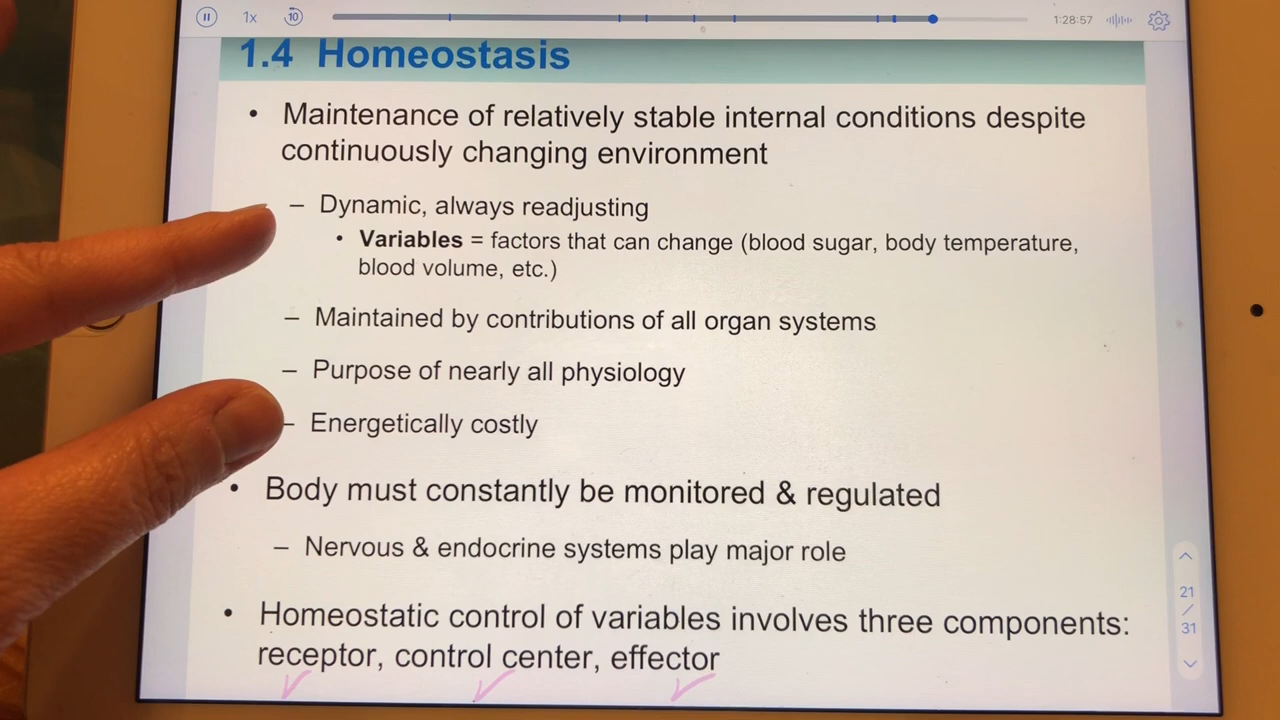 1x 10 1:28:57
1.4 Homeostasis
• Maintenance of relatively stable internal conditions despite
continuously changing environment
– Dynamic, always readjusting
• Variables = factors that can change (blood sugar, body temperature,
blood volume, etc.)
– Maintained by contributions of all organ systems
– Purpose of nearly all physiology
– Energetically costly
• Body must constantly be monitored & regulated
– Nervous & endocrine systems play major role
• Homeostatic control of variables involves three components:
receptor, control center, effector
21
/
31